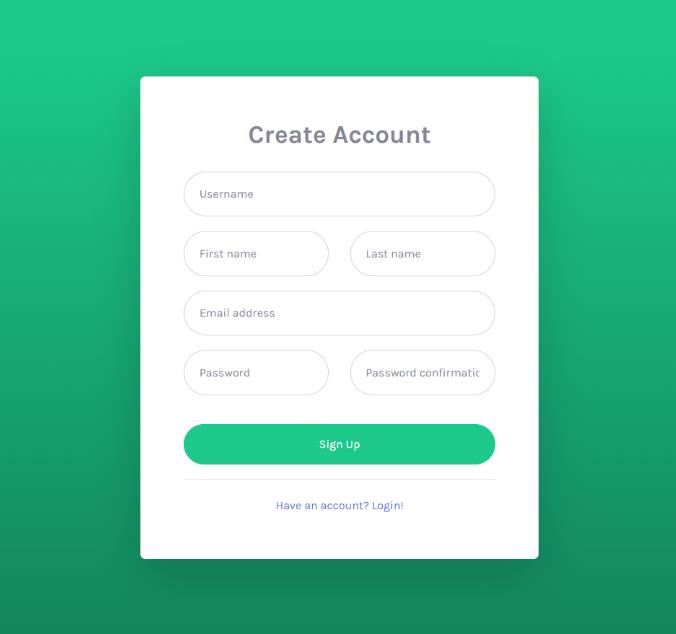 Create Account
Username
First name
Last name
Email address
Password
Password confirmatic
Sign Up
Have an account? Login!